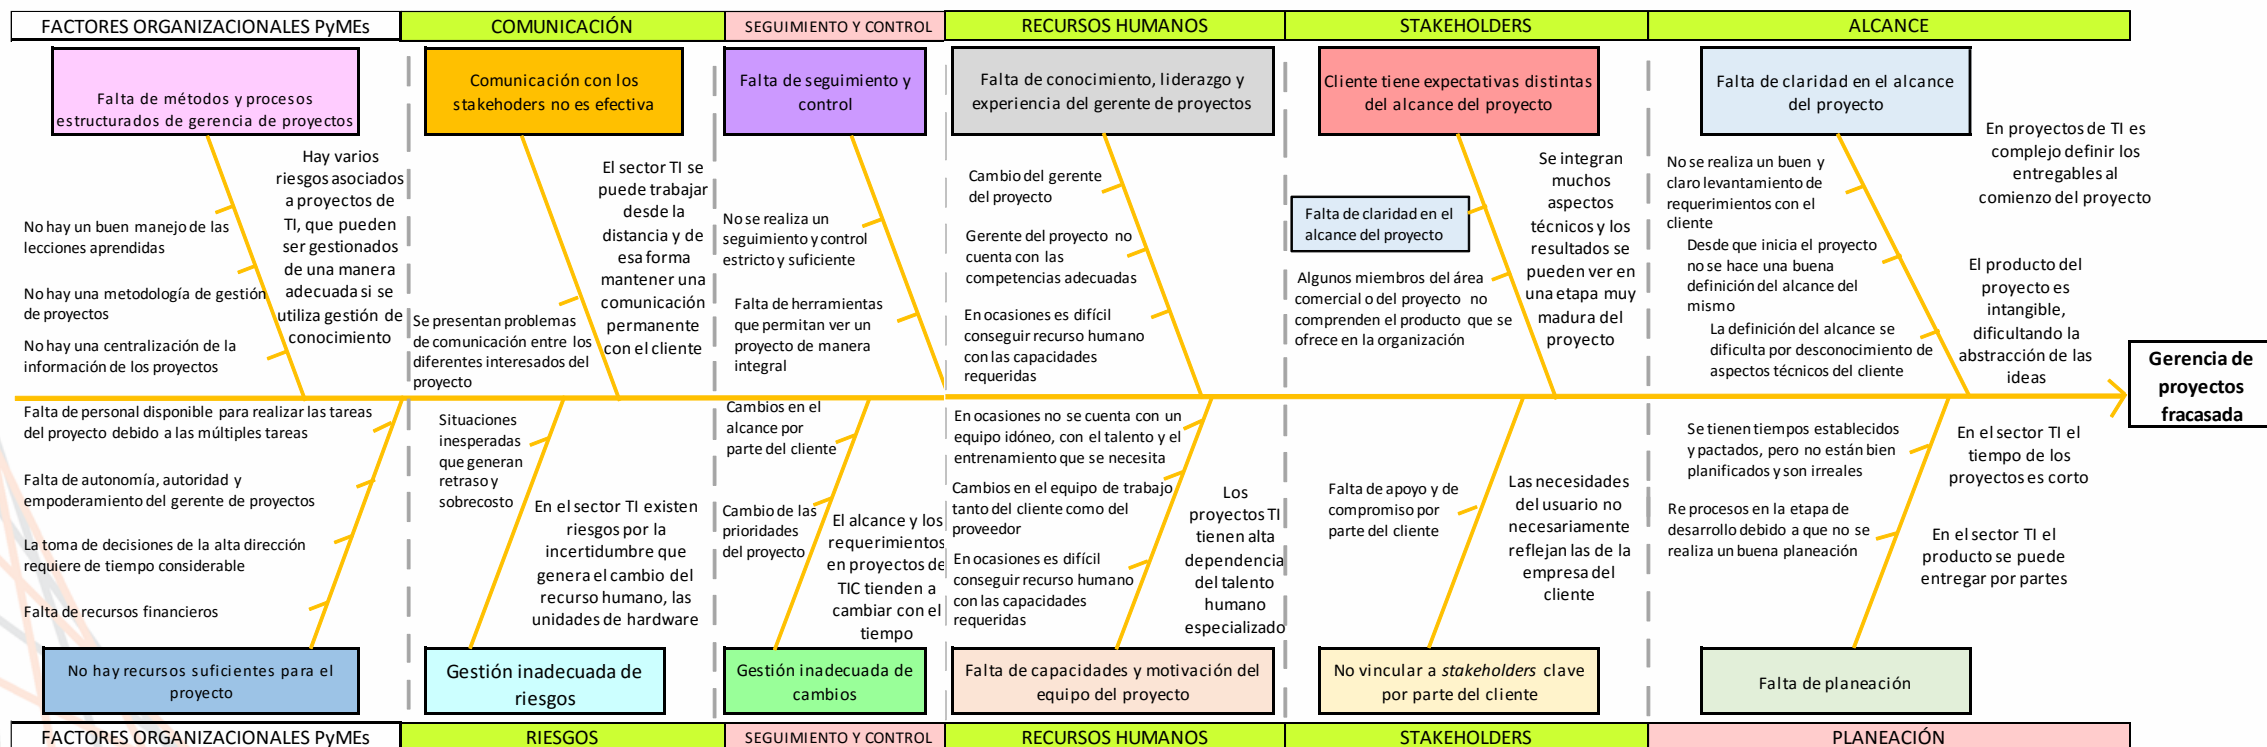 FACTORES ORGANIZACIONALES PyMEs
COMUNICACIÓN
SEGUIMIENTO Y CONTROL
RECURSOS HUMANOS
STAKEHOLDERS
ALCANCE
Falta de métodos y procesos
estructurados de gerencia de proyectos
Comunicación con los
stakehoders no es efectiva
Falta de seguimiento y
control
Falta de conocimiento, liderazgo y
experiencia del gerente de proyectos
Cliente tiene expectativas distintas
del alcance del proyecto
Falta de claridad en el alcance
del proyecto
No hay un buen manejo de las
lecciones aprendidas
No hay una metodología de gestión
de proyectos
No hay una centralización de la
información de los proyectos
Hay varios
riesgos asociados
a proyectos de
TI, que pueden
ser gestionados
de una manera
adecuada si se
utiliza gestión de
conocimiento
Se presentan problemas
de comunicación entre los
diferentes interesados del
proyecto
El sector TI se
puede trabajar
desde la
distancia y de
esa forma
mantener una
comunicación
permanente
con el cliente
No se realiza un
seguimiento y control
estricto y suficiente
Falta de herramientas
que permitan ver un
proyecto de manera
integral
Cambio del gerente
del proyecto
Gerente del proyecto no
cuenta con las
competencias adecuadas
En ocasiones es difícil
conseguir recurso humano
con las capacidades
requeridas
Falta de claridad en el
alcance del proyecto
Algunos miembros del área
comercial o del proyecto no
comprenden el producto que se
ofrece en la organización
Se integran
muchos
aspectos
técnicos y los
resultados se
pueden ver en
una etapa muy
madura del
proyecto
No se realiza un buen y
claro levantamiento de
requerimientos con el
cliente
Desde que inicia el proyecto
no se hace una buena
definición del alcance del
mismo
La definición del alcance se
dificulta por desconocimiento de
aspectos técnicos del cliente
En proyectos de TI es
complejo definir los
entregables al
comienzo del proyecto
El producto del
proyecto es
intangible,
dificultando la
abstracción de las
ideas
Gerencia de
proyectos
fracasada
Falta de personal disponible para realizar las tareas
del proyecto debido a las múltiples tareas
Falta de autonomía, autoridad y
empoderamiento del gerente de proyectos
La toma de decisiones de la alta dirección
requiere de tiempo considerable
Falta de recursos financieros
Situaciones
inesperadas
que generan
retraso y
sobrecosto
En el sector TI existen
riesgos por la
incertidumbre que
genera el cambio del
recurso humano, las
unidades de hardware
Cambios en el
alcance por
parte del cliente
Cambio de las
prioridades
del proyecto
El alcance y los
requerimientos
en proyectos de
TIC tienden a
cambiar con el
tiempo
En ocasiones no se cuenta con un
equipo idóneo, con el talento y el
entrenamiento que se necesita
Cambios en el equipo de trabajo
tanto del cliente como del
proveedor
En ocasiones es difícil
conseguir recurso humano
con las capacidades
requeridas
Los
proyectos TI
tienen alta
dependencia
del talento
humano
especializado
Falta de apoyo y de
compromiso por
parte del cliente
Las necesidades
del usuario no
necesariamente
reflejan las de la
empresa del
cliente
Se tienen tiempos establecidos
y pactados, pero no están bien
planificados y son irreales
Re procesos en la etapa de
desarrollo debido a que no se
realiza un buena planeación
En el sector TI el
tiempo de los
proyectos es corto
En el sector TI el
producto se puede
entregar por partes
No hay recursos suficientes para el
proyecto
Gestión inadecuada de
riesgos
Gestión inadecuada de
cambios
Falta de capacidades y motivación del
equipo del proyecto
No vincular a stakeholders clave
por parte del cliente
Falta de planeación
FACTORES ORGANIZACIONALES PyMEs
RIESGOS
SEGUIMIENTO Y CONTROL
RECURSOS HUMANOS
STAKEHOLDERS
PLANEACIÓN